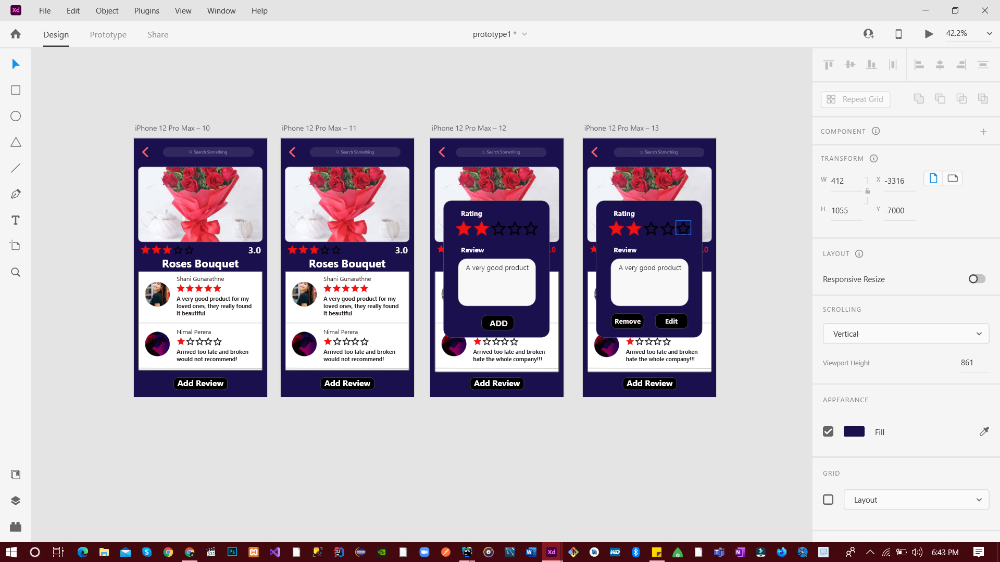 Xd File Edit Object Plugins View Window Help
Design Prototype Share prototype1 * 42.2%
Repeat Grid
COMPONENT
TRANSFORM
W 412 X -3316
H 1055 Y -7000
LAYOUT
Responsive Resize
SCROLLING
Vertical
Viewport Height 861
APPEARANCE
Fill
GRID
Layout
iPhone 12 Pro Max – 10
Search Something
3.0
Roses Bouquet
Shani Gunarathne
A very good product for my
loved ones, they really found
it beautiful
Nimal Perera
Arrived too late and broken
would not recommend!
Add Review
iPhone 12 Pro Max – 11
Search Something
3.0
Roses Bouquet
Shani Gunarathne
A very good product for my
loved ones, they really found
it beautiful
Nimal Perera
Arrived too late and broken
would not recommend!
Add Review
iPhone 12 Pro Max – 12
Search Something
Rating
.0
Review
A very good product
ADD
Arrived too late and broken
hate the whole company!!!
Add Review
iPhone 12 Pro Max – 13
Search Something
Rating
.0
Review
A very good product
Remove Edit
Arrived too late and broken
hate the whole company!!!
Add Review
321 Ps IJ WS W Xd WD N 6:43 PM